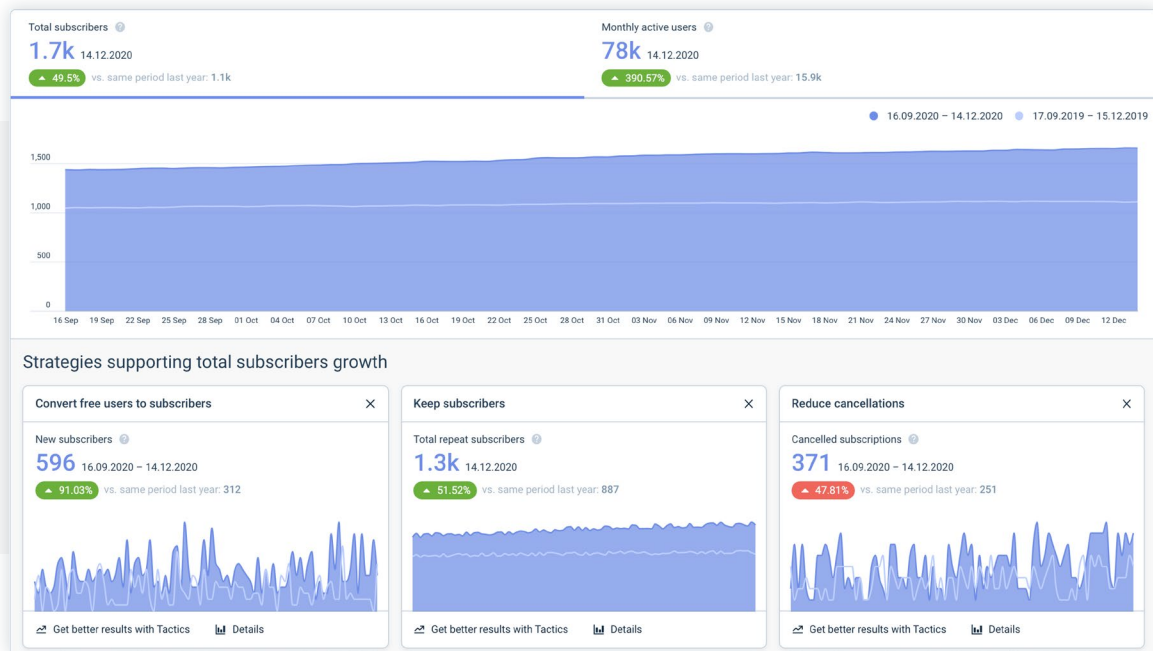 Total subscribers ?
1.7k 14.12.2020
49.5% vs. same period last year: 1.1k
Monthly active users ?
78k 14.12.2020
390.57% vs. same period last year: 15.9k
16.09.2020 – 14.12.2020 17.09.2019 – 15.12.2019
1,500
1,000
500
0
16 Sep 19 Sep 22 Sep 25 Sep 28 Sep 01 Oct 04 Oct 07 Oct 10 Oct 13 Oct 16 Oct 19 Oct 22 Oct 25 Oct 28 Oct 31 Oct 03 Nov 06 Nov 09 Nov 12 Nov 15 Nov 18 Nov 21 Nov 24 Nov 27 Nov 30 Nov 03 Dec 06 Dec 09 Dec 12 Dec
Strategies supporting total subscribers growth
Convert free users to subscribers
New subscribers ?
596 16.09.2020 – 14.12.2020
91.03% vs. same period last year: 312
Get better results with Tactics Details
Keep subscribers
Total repeat subscribers ?
1.3k 14.12.2020
51.52% vs. same period last year: 887
Get better results with Tactics Details
Reduce cancellations
Cancelled subscriptions ?
371 16.09.2020 – 14.12.2020
47.81% vs. same period last year: 251
Get better results with Tactics Details